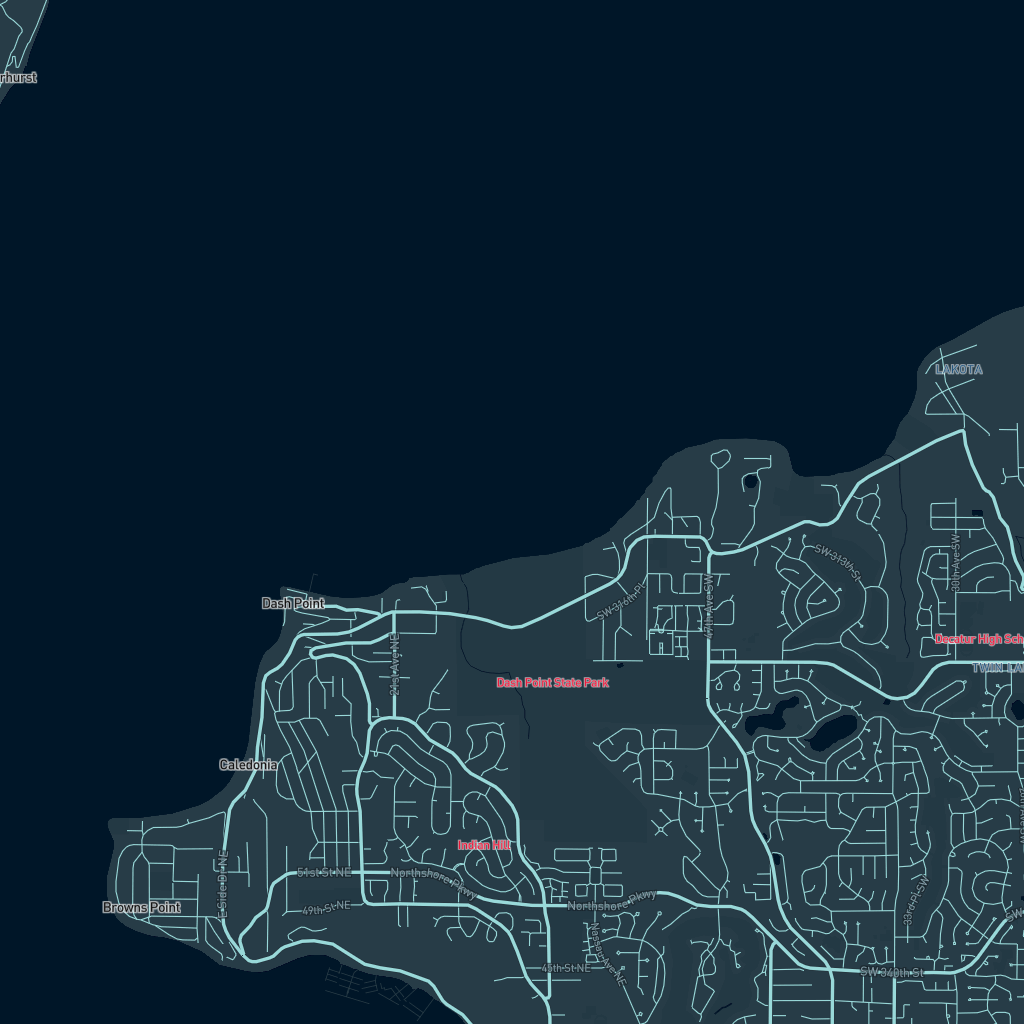 rhurst
LAKOTA
SW 313th St
30th Ave SW
SW 316th Pl
47th Ave SW
Dash Point
Decatur High Sch
21st Ave NE
TWIN LA
Dash Point State Park
Caledonia
Indian Hill
E Side Dr NE
51st St NE
Northshore Pkwy
33rd Pl SW
Northshore Pkwy
49th St NE
Browns Point
SW
Nassau Ave NE
45th St NE
SW 340th St